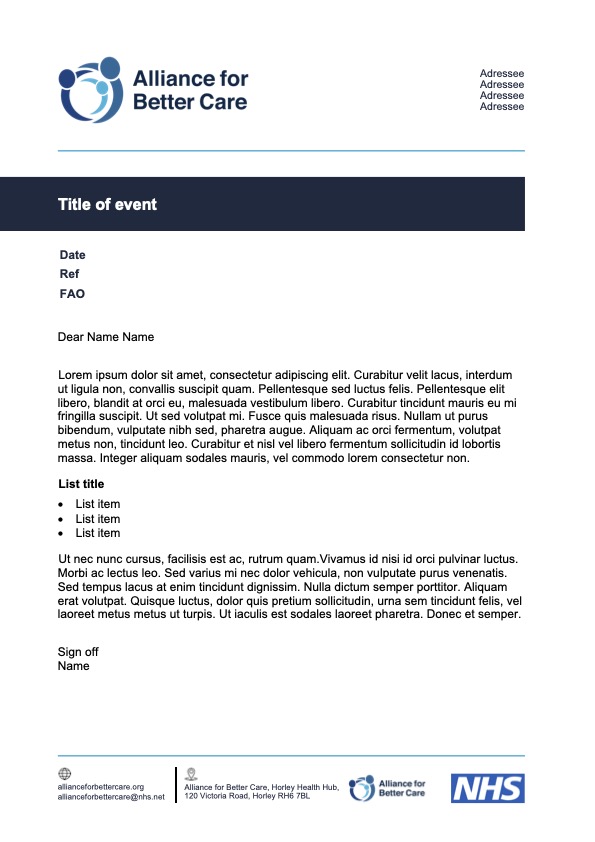 Alliance for
Better Care
Adressee
Adressee
Adressee
Adressee
Title of event
Date
Ref
FAO
Dear Name Name
Lorem ipsum dolor sit amet, consectetur adipiscing elit. Curabitur velit lacus, interdum
ut ligula non, convallis suscipit quam. Pellentesque sed luctus felis. Pellentesque elit
libero, blandit at orci eu, malesuada vestibulum libero. Curabitur tincidunt mauris eu mi
fringilla suscipit. Ut sed volutpat mi. Fusce quis malesuada risus. Nullam ut purus
bibendum, vulputate nibh sed, pharetra augue. Aliquam ac orci fermentum, volutpat
metus non, tincidunt leo. Curabitur et nisl vel libero fermentum sollicitudin id lobortis
massa. Integer aliquam sodales mauris, vel commodo lorem consectetur non.
List title
• List item
• List item
• List item
Ut nec nunc cursus, facilisis est ac, rutrum quam.Vivamus id nisi id orci pulvinar luctus.
Morbi ac lectus leo. Sed varius mi nec dolor vehicula, non vulputate purus venenatis.
Sed tempus lacus at enim tincidunt dignissim. Nulla dictum semper porttitor. Aliquam
erat volutpat. Quisque luctus, dolor quis pretium sollicitudin, urna sem tincidunt felis, vel
laoreet metus metus ut turpis. Ut iaculis est sodales laoreet pharetra. Donec et semper.
Sign off
Name
allianceforbettercare.org
allianceforbettercare@nhs.net
Alliance for Better Care, Horley Health Hub,
120 Victoria Road, Horley RH6 7BL
Alliance for
Better Care
NHS